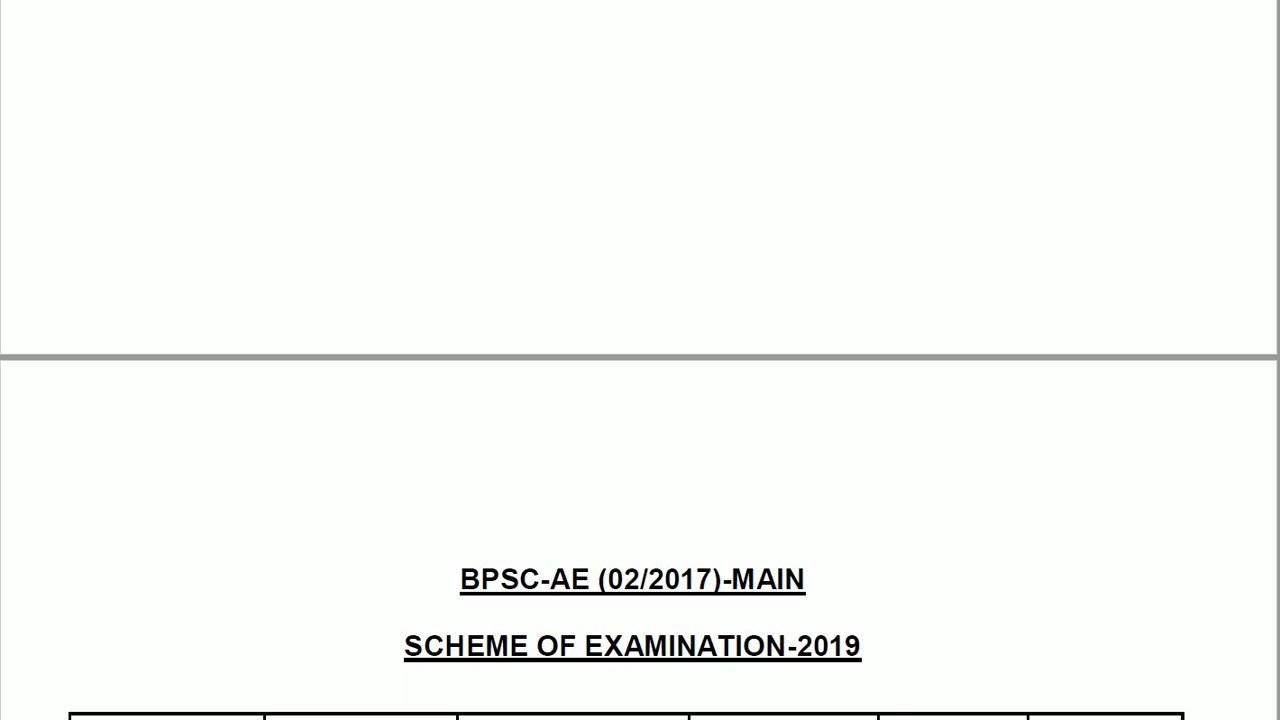 BPSC-AE (02/2017)-MAIN
SCHEME OF EXAMINATION-2019